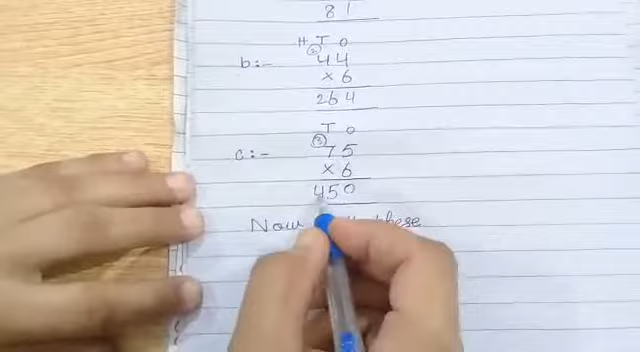 81
H T O
②
b:- 44
× 6
264
T O
③
c:- 75
× 6
450
Now these